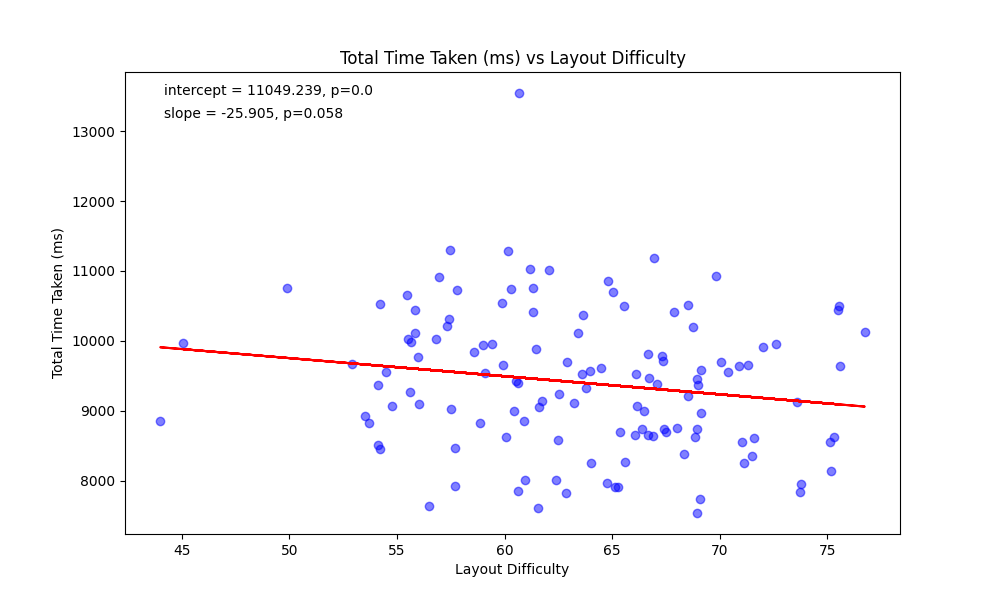 Total Time Taken (ms) vs Layout Difficulty
intercept = 11049.239, p=0.0
slope = -25.905, p=0.058
13000
12000
11000
10000
9000
8000
Total Time Taken (ms)
45 50 55 60 65 70 75
Layout Difficulty